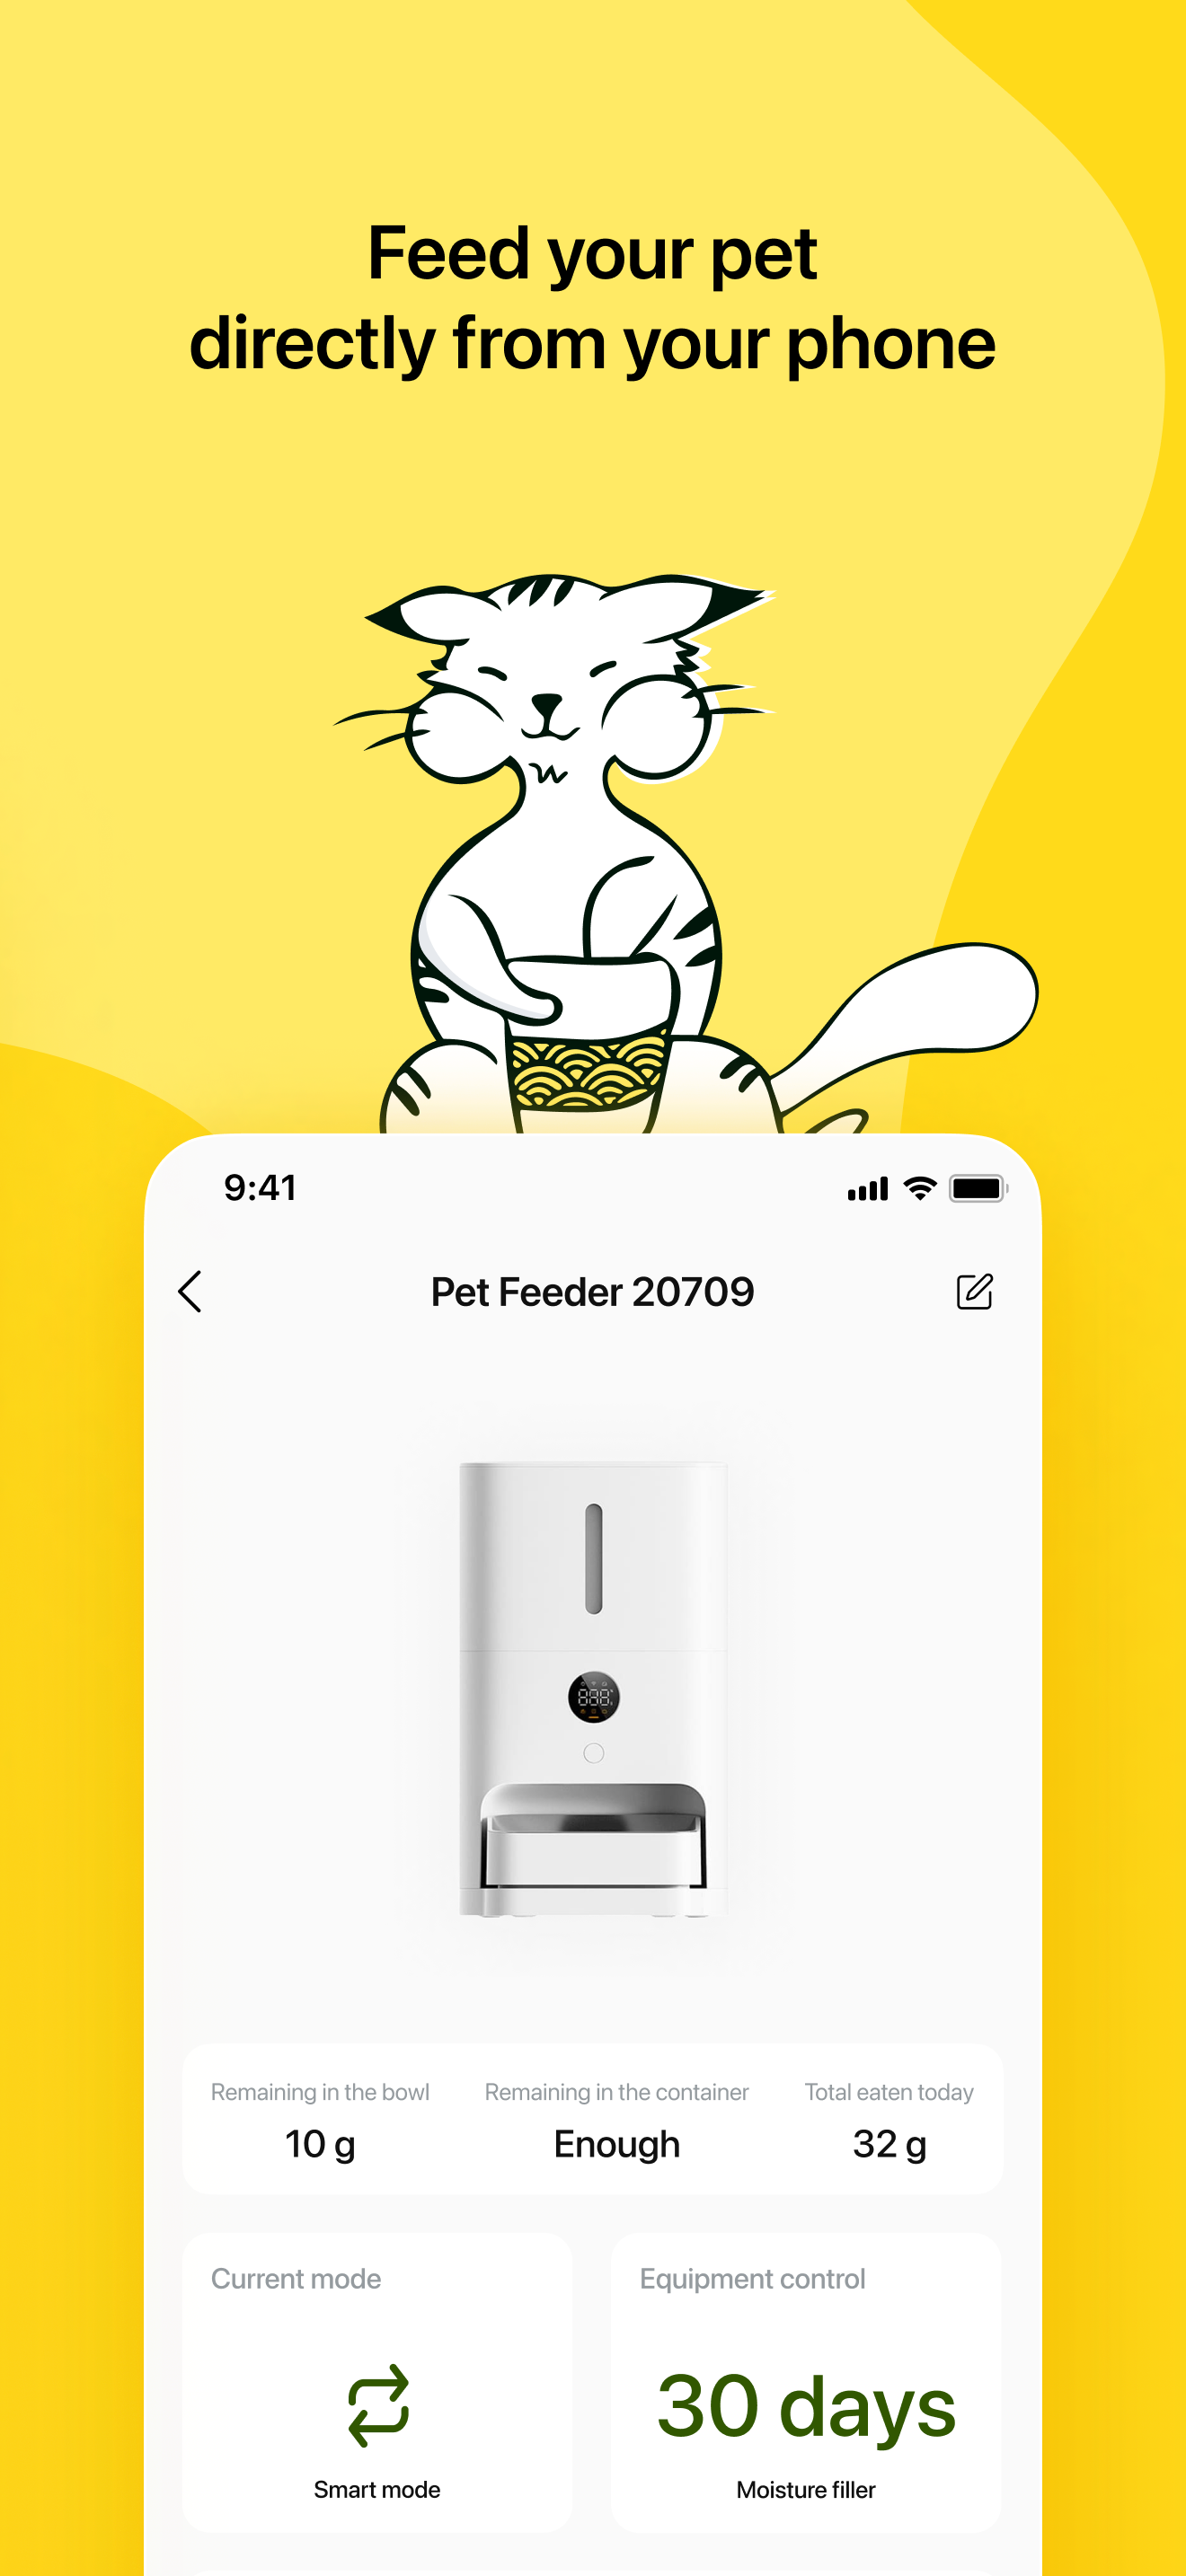 Feed your pet
directly from your phone
9:41
Pet Feeder 20709
888
Remaining in the bowl
Remaining in the container
Total eaten today
10 g
Enough
32 g
Current mode
Equipment control
30 days
Smart mode
Moisture filler